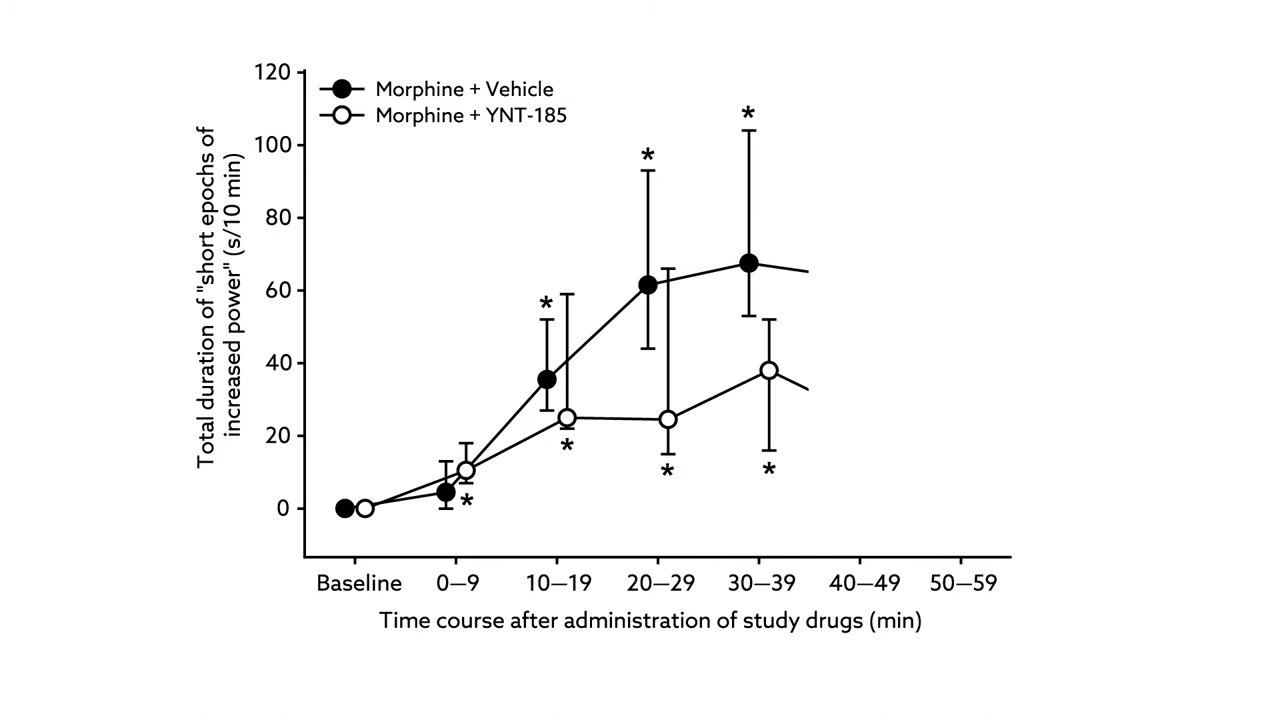 120
Morphine + Vehicle
Morphine + YNT-185
*
100
*
80
60
*
40
20
*
*
*
*
0
Total duration of "short epochs of
increased power" (s/10 min)
Baseline 0–9 10–19 20–29 30–39 40–49 50–59
Time course after administration of study drugs (min)